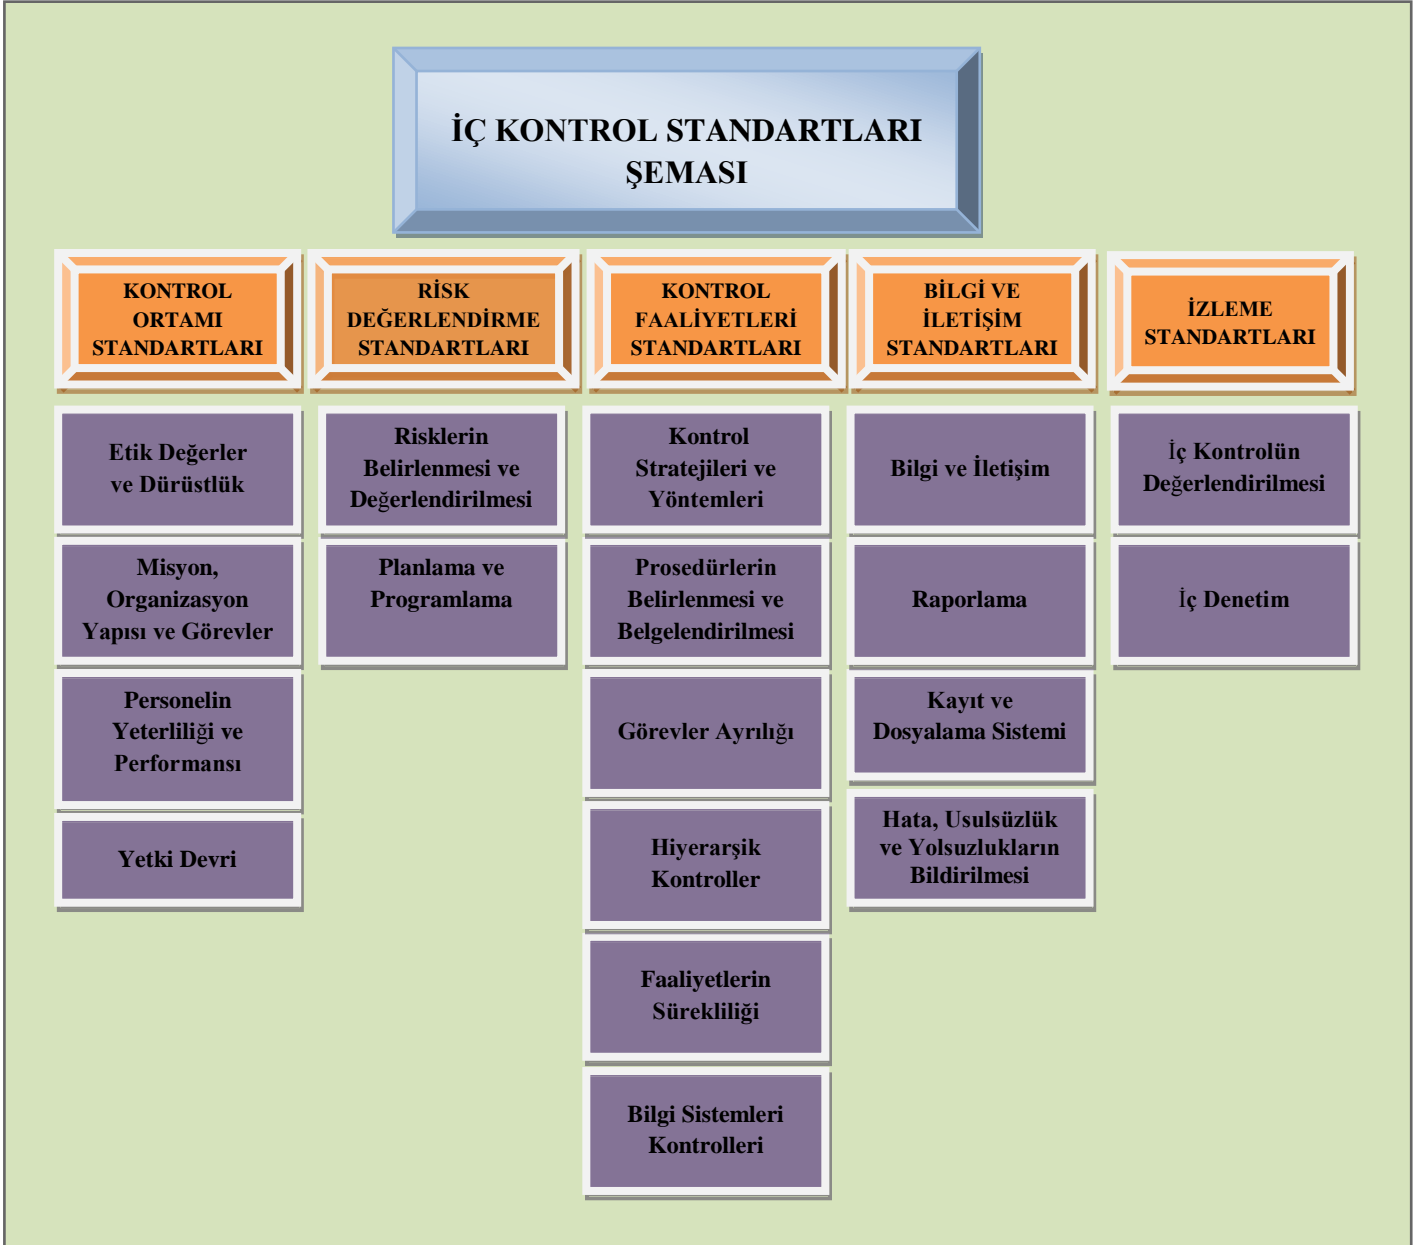 İÇ KONTROL STANDARTLARI
ŞEMASI
KONTROL
ORTAMI
STANDARTLARI
RİSK
DEĞERLENDİRME
STANDARTLARI
KONTROL
FAALİYETLERİ
STANDARTLARI
BİLGİ VE
İLETİŞİM
STANDARTLARI
İZLEME
STANDARTLARI
Etik Değerler
ve Dürüstlük
Misyon,
Organizasyon
Yapısı ve Görevler
Personelin
Yeterliliği ve
Performansı
Yetki Devri
Risklerin
Belirlenmesi ve
Değerlendirilmesi
Planlama ve
Programlama
Kontrol
Stratejileri ve
Yöntemleri
Prosedürlerin
Belirlenmesi ve
Belgelendirilmesi
Görevler Ayrılığı
Hiyerarşik
Kontroller
Faaliyetlerin
Sürekliliği
Bilgi Sistemleri
Kontrolleri
Bilgi ve İletişim
Raporlama
Kayıt ve
Dosyalama Sistemi
Hata, Usulsüzlük
ve Yolsuzlukların
Bildirilmesi
İç Kontrolün
Değerlendirilmesi
İç Denetim